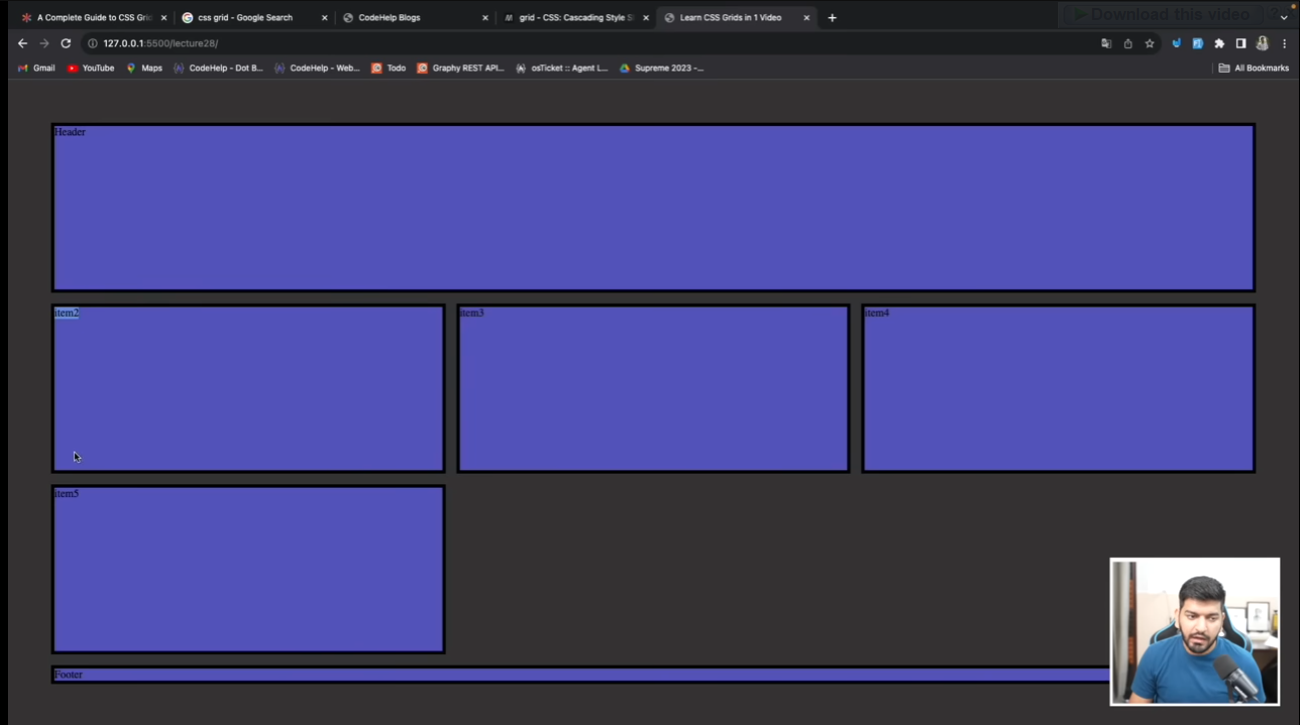 A Complete Guide to CSS Gri
css grid - Google Search
CodeHelp Blogs
grid - CSS: Cascading Style S
Learn CSS Grids in 1 Video
Download this video
127.0.0.1:5500/lecture28/
Gmail
YouTube
Maps
CodeHelp - Dot B...
CodeHelp - Web...
Todo
Graphy REST API...
osTicket :: Agent L...
Supreme 2023 -...
All Bookmarks
Header
item2
item3
item4
item5
Footer